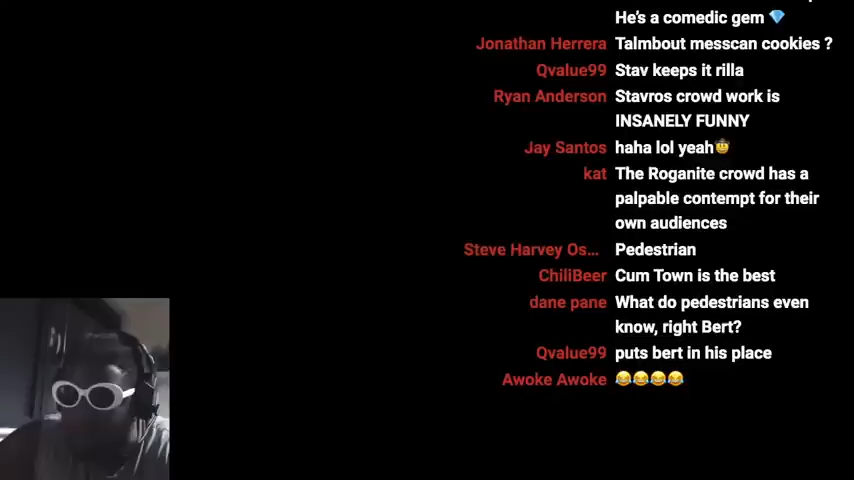 He's a comedic gem 💎
Jonathan Herrera Talmbout messcan cookies ?
Qvalue99 Stav keeps it rilla
Ryan Anderson Stavros crowd work is
INSANELY FUNNY
Jay Santos haha lol yeah🤠
kat The Roganite crowd has a
palpable contempt for their
own audiences
Steve Harvey Os... Pedestrian
ChiliBeer Cum Town is the best
dane pane What do pedestrians even
know, right Bert?
Qvalue99 puts bert in his place
Awoke Awoke 😂😂😂😂